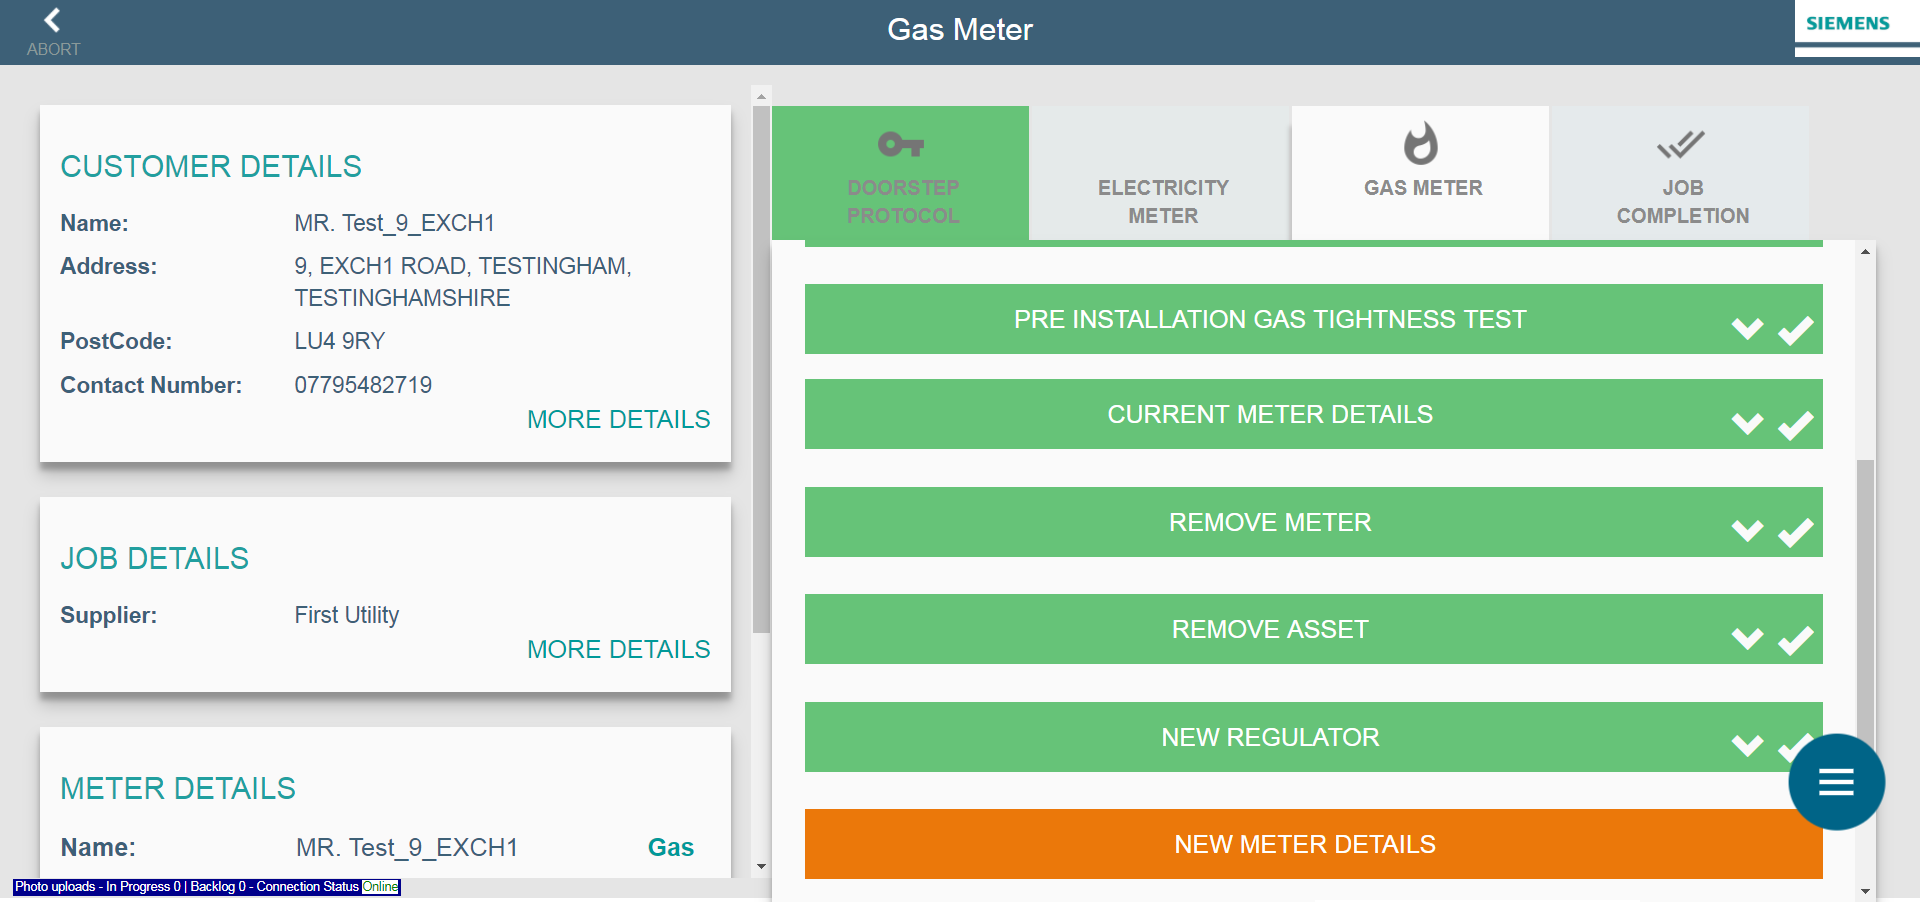 ABORT
Gas Meter
SIEMENS
CUSTOMER DETAILS
Name: MR. Test_9_EXCH1
Address: 9, EXCH1 ROAD, TESTINGHAM,
TESTINGHAMSHIRE
PostCode: LU4 9RY
Contact Number: 07795482719
MORE DETAILS
JOB DETAILS
Supplier: First Utility
MORE DETAILS
METER DETAILS
Name: MR. Test_9_EXCH1 Gas
Photo uploads - In Progress 0 | Backlog 0 - Connection Status Online
DOORSTEP
PROTOCOL
ELECTRICITY
METER
GAS METER
JOB
COMPLETION
PRE INSTALLATION GAS TIGHTNESS TEST
CURRENT METER DETAILS
REMOVE METER
REMOVE ASSET
NEW REGULATOR
NEW METER DETAILS